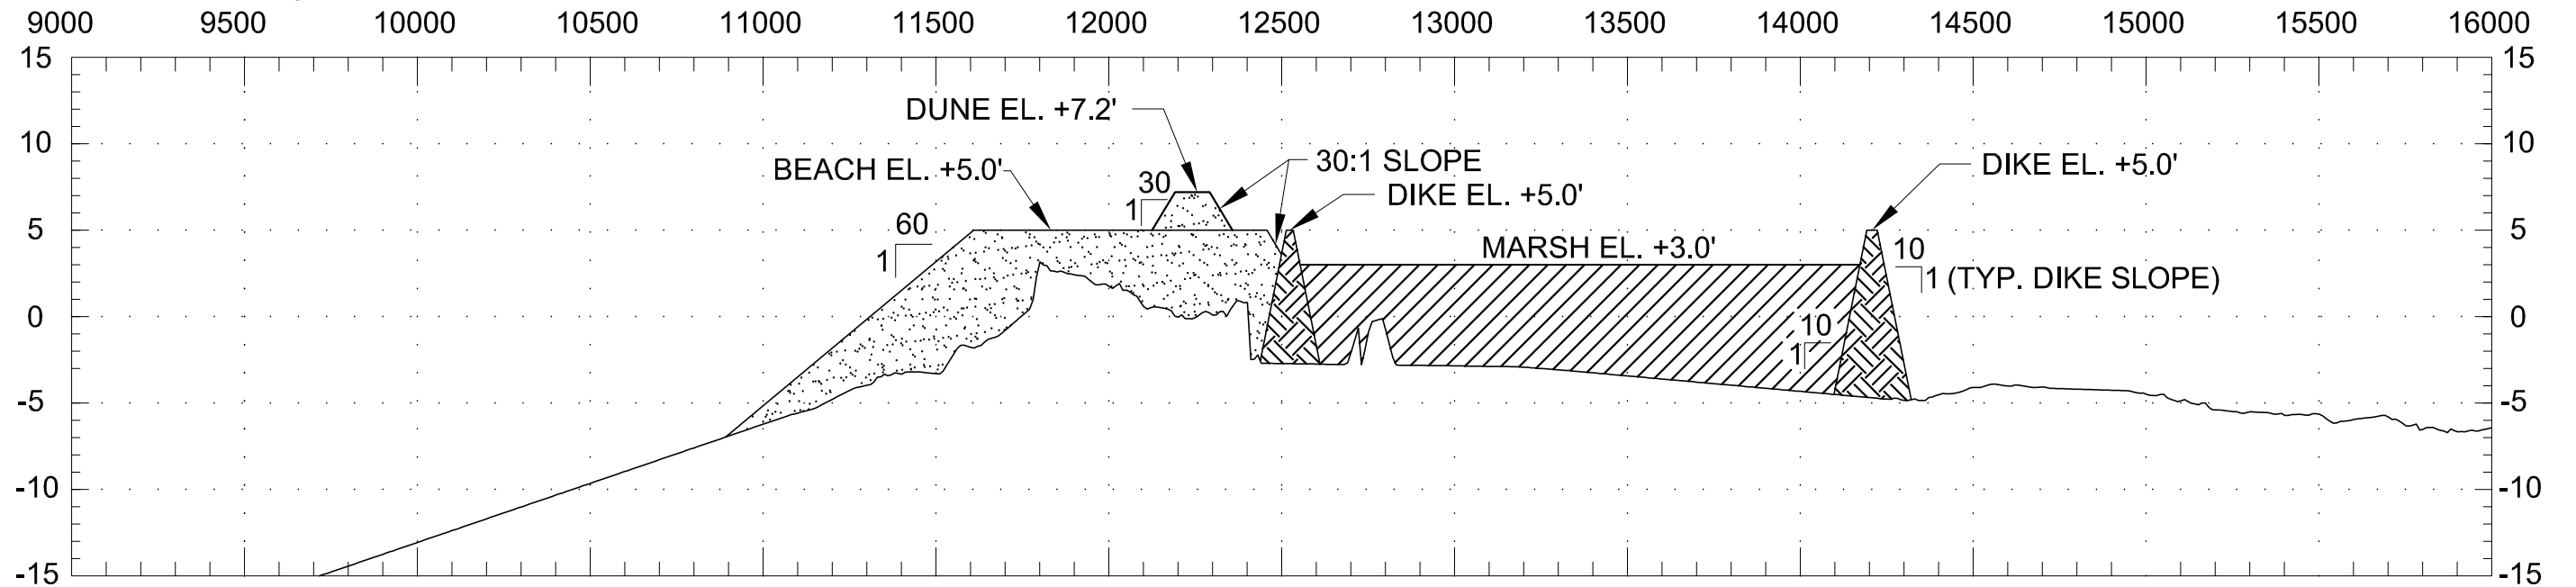 9000 9500 10000 10500 11000 11500 12000 12500 13000 13500 14000 14500 15000 15500 16000
15 15
DUNE EL. +7.2'
10 10
BEACH EL. +5.0'
30:1 SLOPE
DIKE EL. +5.0'
30
1
DIKE EL. +5.0'
60
1
5 5
MARSH EL. +3.0'
10
1 (TYP. DIKE SLOPE)
0 0
10
1
-5 -5
-10 -10
-15 -15